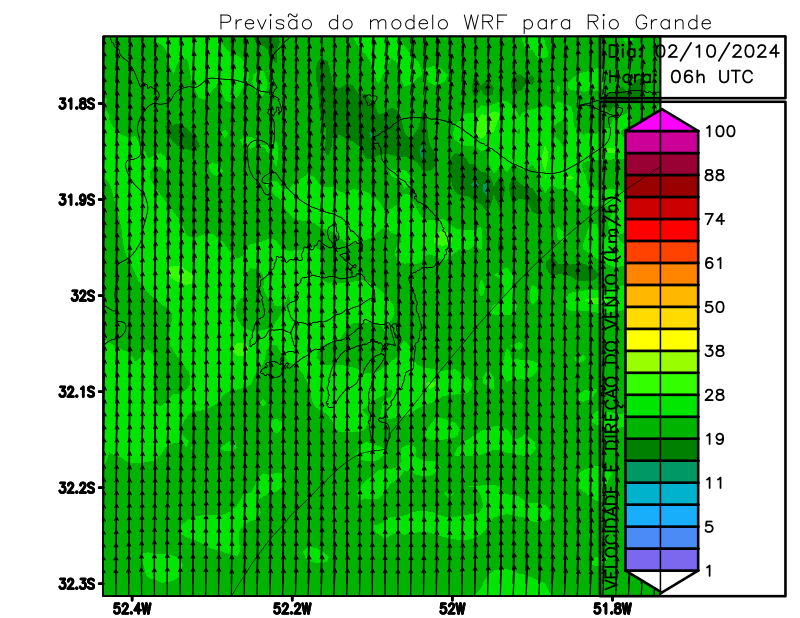 Previsão do modelo WRF para Rio Grande
Dia: 02/10/2024
Hora: 06h UTC
31.8S
31.9S
32S
32.1S
32.2S
32.3S
52.4W
52.2W
52W
51.8W
VELOCIDADE E DIREÇÃO DO VENTO (km/h)
100
88
74
61
50
38
28
19
11
5
1